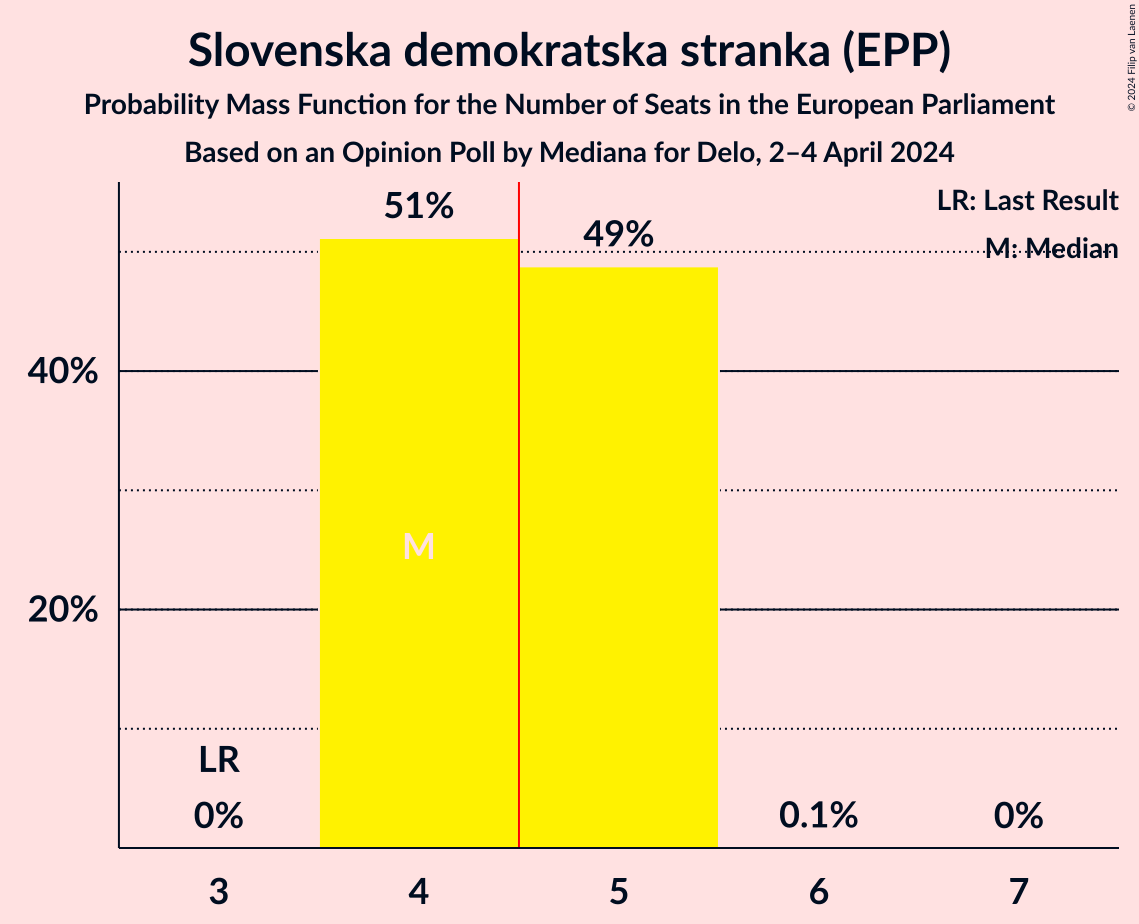 Slovenska demokratska stranka (EPP)
Probability Mass Function for the Number of Seats in the European Parliament
Based on an Opinion Poll by Mediana for Delo, 2–4 April 2024
© 2024 Filip van Laenen
LR: Last Result
M: Median
51%
49%
40%
M
20%
LR
0%
0.1%
0%
3
4
5
6
7